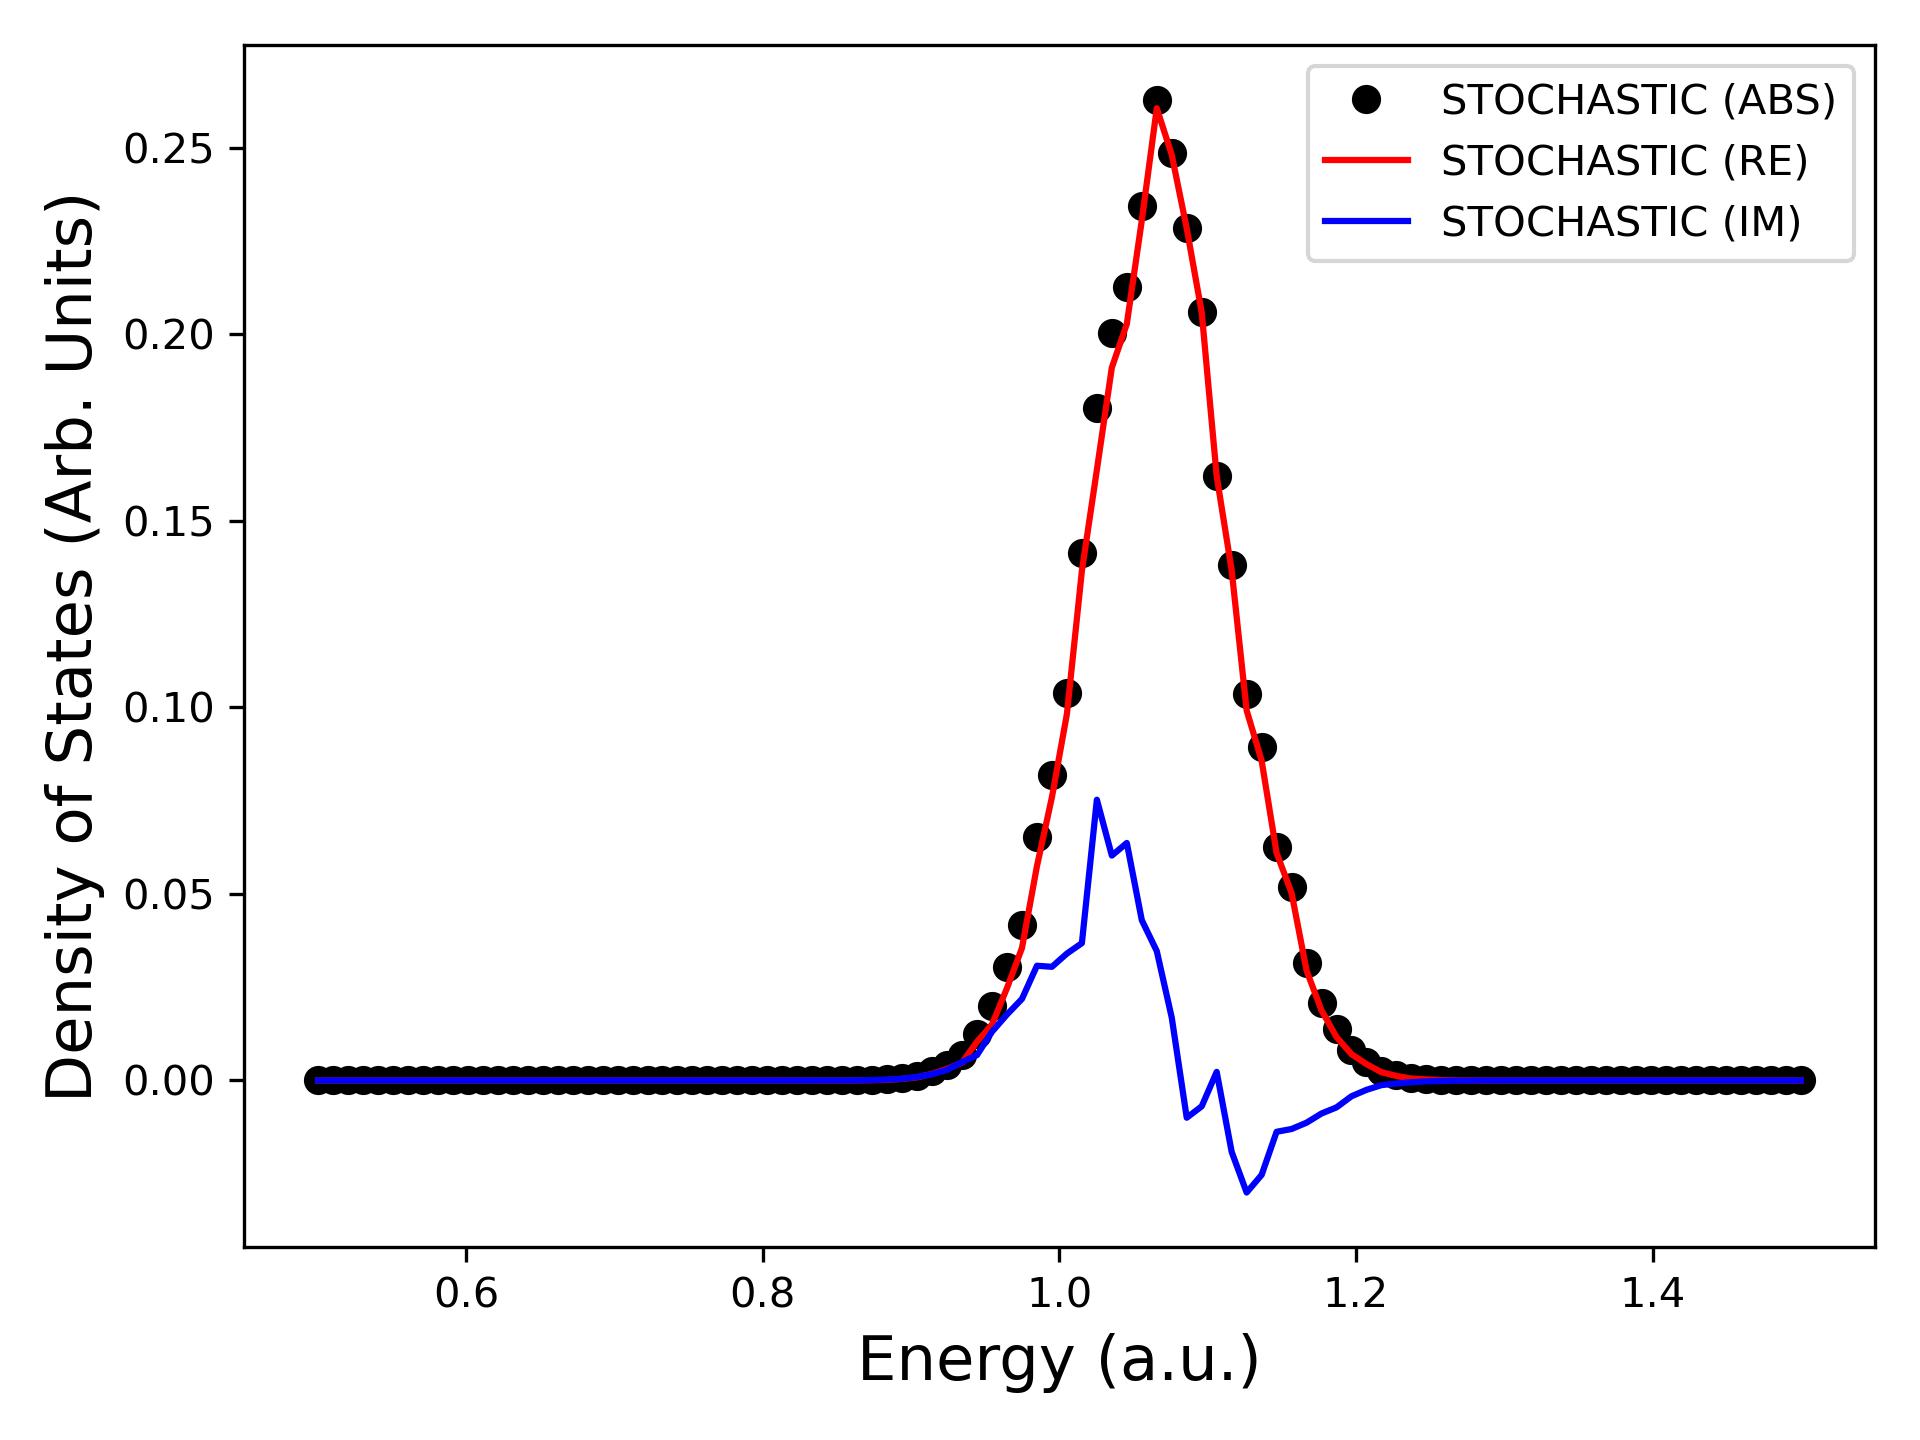 STOCHASTIC (ABS)
STOCHASTIC (RE)
STOCHASTIC (IM)
Density of States (Arb. Units)
0.25
0.20
0.15
0.10
0.05
0.00
0.6 0.8 1.0 1.2 1.4
Energy (a.u.)